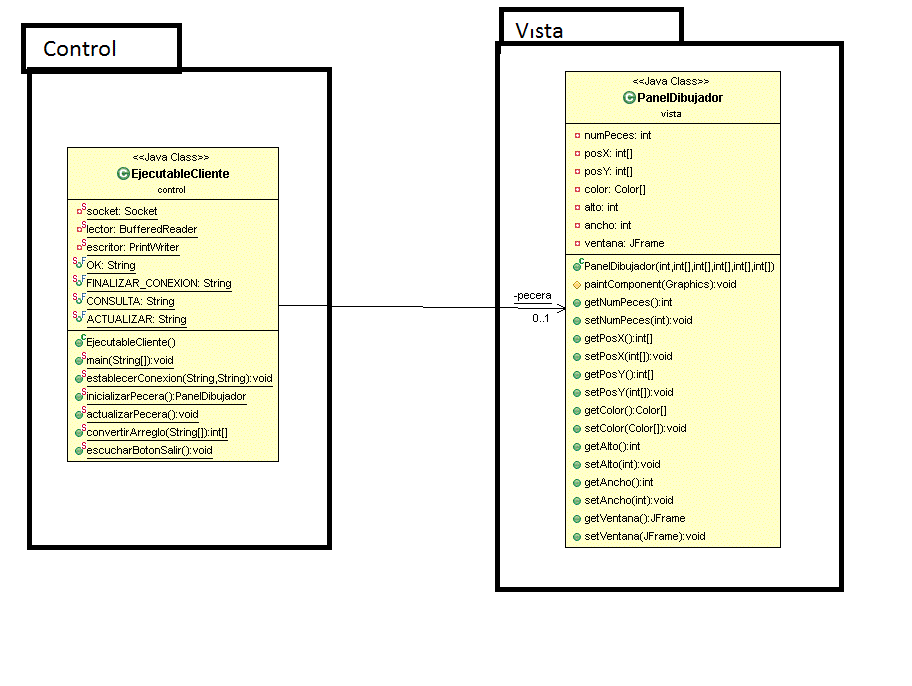 Control
<<Java Class>>
EjecutableCliente
control
socket: Socket
lector: BufferedReader
escritor: PrintWriter
OK: String
FINALIZAR_CONEXION: String
CONSULTA: String
ACTUALIZAR: String
EjecutableCliente()
main(String[]):void
establecerConexion(String,String):void
inicializarPecera():PanelDibujador
actualizarPecera():void
convertirArreglo(String[]):int[]
escucharBotonSalir():void
-pecera
0..1
Vista
<<Java Class>>
PanelDibujador
vista
numPeces: int
posX: int[]
posY: int[]
color: Color[]
alto: int
ancho: int
ventana: JFrame
PanelDibujador(int,int[],int[],int[],int[],int[])
paintComponent(Graphics):void
getNumPeces():int
setNumPeces(int):void
getPosX():int[]
setPosX(int[]):void
getPosY():int[]
setPosY(int[]):void
getColor():Color[]
setColor(Color[]):void
getAlto():int
setAlto(int):void
getAncho():int
setAncho(int):void
getVentana():JFrame
setVentana(JFrame):void